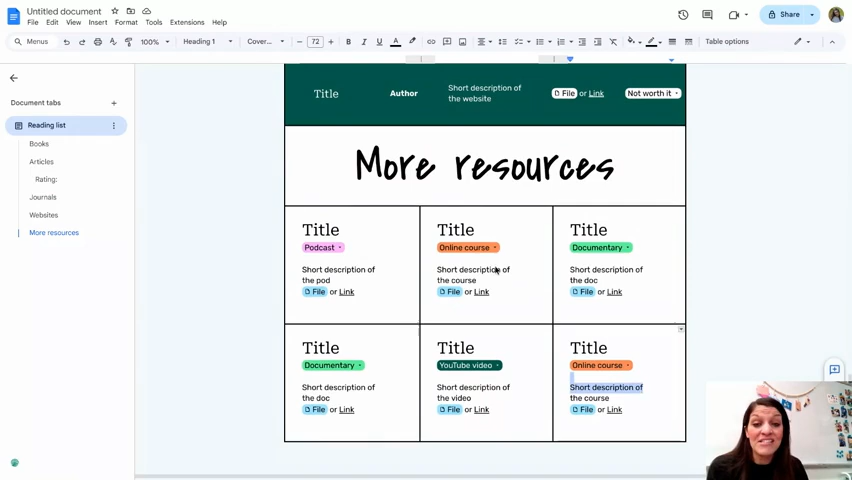 Untitled document
File Edit View Insert Format Tools Extensions Help
Share
Menus
100%
Heading 1
Cover...
72
Table options
Document tabs
Reading list
Books
Articles
Rating:
Journals
Websites
More resources
Title
Author
Short description of
the website
File or Link
Not worth it
More resources
Title
Podcast
Short description of
the pod
File or Link
Title
Online course
Short description of
the course
File or Link
Title
Documentary
Short description of
the doc
File or Link
Title
Documentary
Short description of
the doc
File or Link
Title
YouTube video
Short description of
the video
File or Link
Title
Online course
Short description of
the course
File or Link